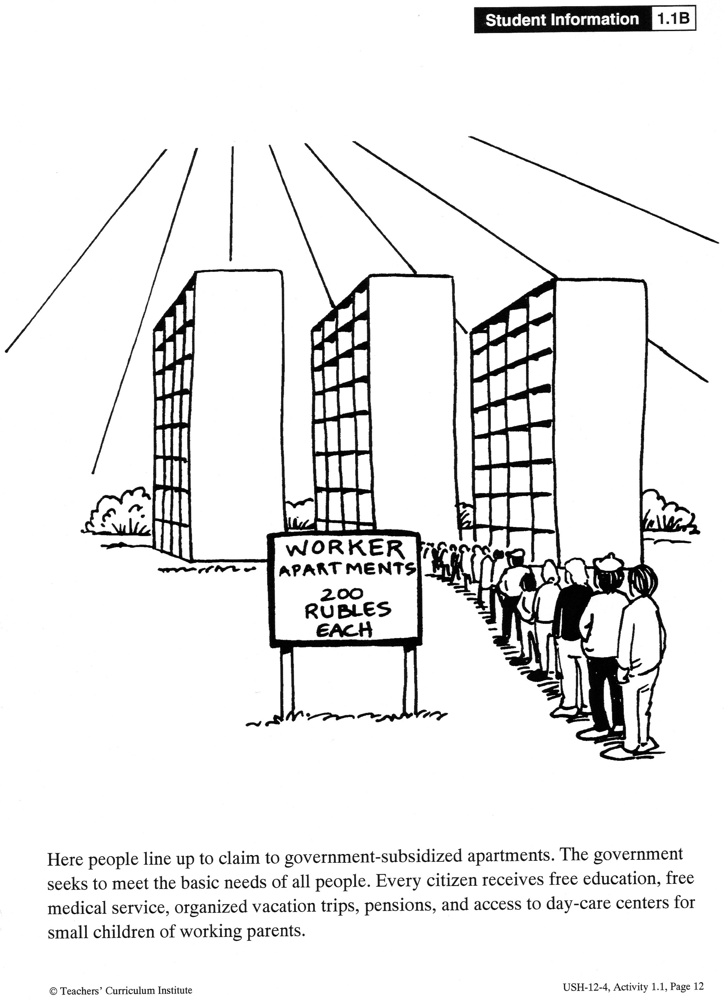 Student Information 1.1B
WORKER
APARTMENTS
200
RUBLES
EACH
Here people line up to claim to government-subsidized apartments. The government
seeks to meet the basic needs of all people. Every citizen receives free education, free
medical service, organized vacation trips, pensions, and access to day-care centers for
small children of working parents.
© Teachers' Curriculum Institute
USH-12-4, Activity 1.1, Page 12